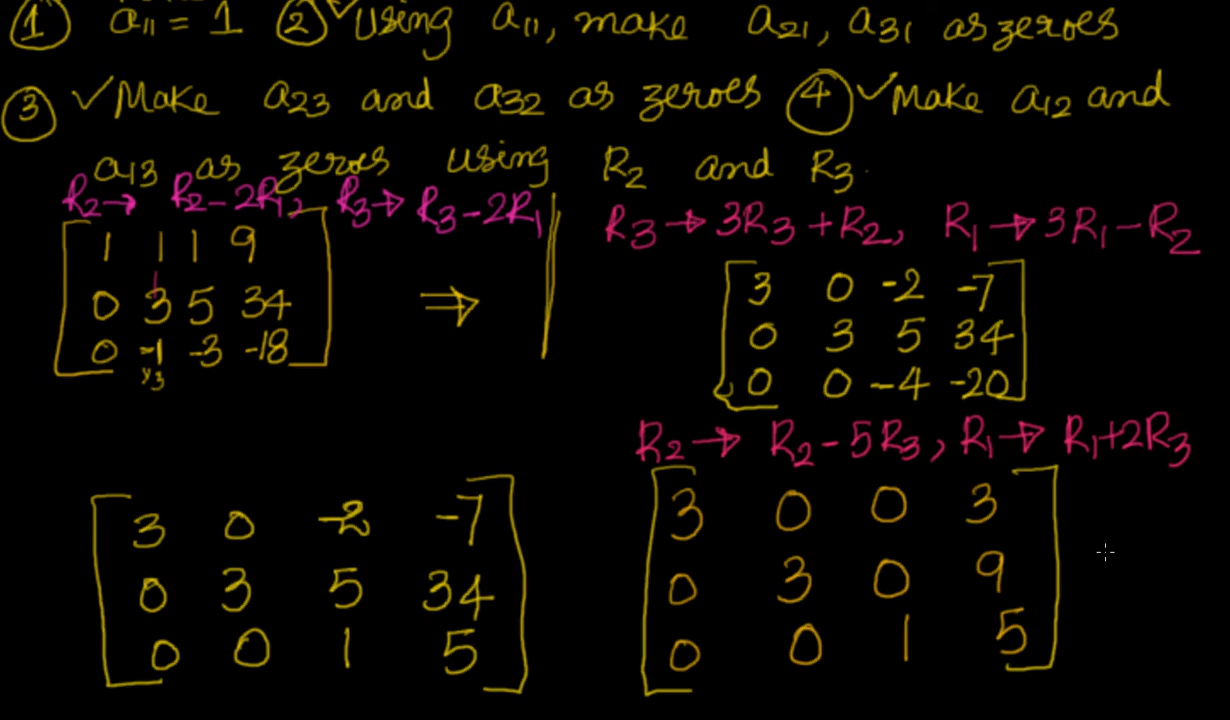 ① a11 = 1 ② ✓Using a11, make a21, a31 as zeroes
③ ✓Make a23 and a32 as zeroes ④ ✓Make a12 and
a13 as zeroes using R2 and R3.
R2→ R2-2R1, R3→ R3-2R1
1 1 1 9
0 3 5 34
0 -1 -3 -18
⇒
R3→3R3+R2, R1→3R1-R2
3 0 -2 -7
0 3 5 34
0 0 -4 -20
R2→ R2-5R3, R1→ R1+2R3
3 0 -2 -7
0 3 5 34
0 0 1 5
3 0 0 3
0 3 0 9
0 0 1 5